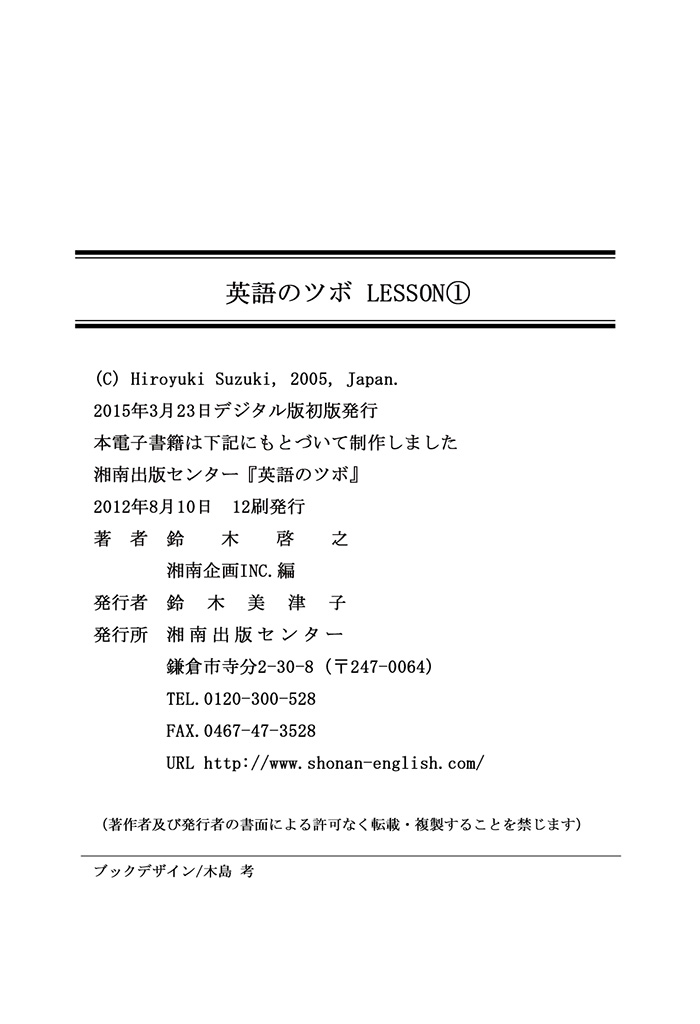 英語のツボ LESSON①
(C) Hiroyuki Suzuki, 2005, Japan.
2015年3月23日デジタル版初版発行
本電子書籍は下記にもとづいて制作しました
湘南出版センター『英語のツボ』
2012年8月10日　12刷発行
著　者　鈴　木　啓　之
湘南企画INC.編
発行者　鈴　木　美　津　子
発行所　湘南出版センター
鎌倉市寺分2-30-8（〒247-0064）
TEL.0120-300-528
FAX.0467-47-3528
URL http://www.shonan-english.com/
（著作者及び発行者の書面による許可なく転載・複製することを禁じます）
ブックデザイン/木島 考